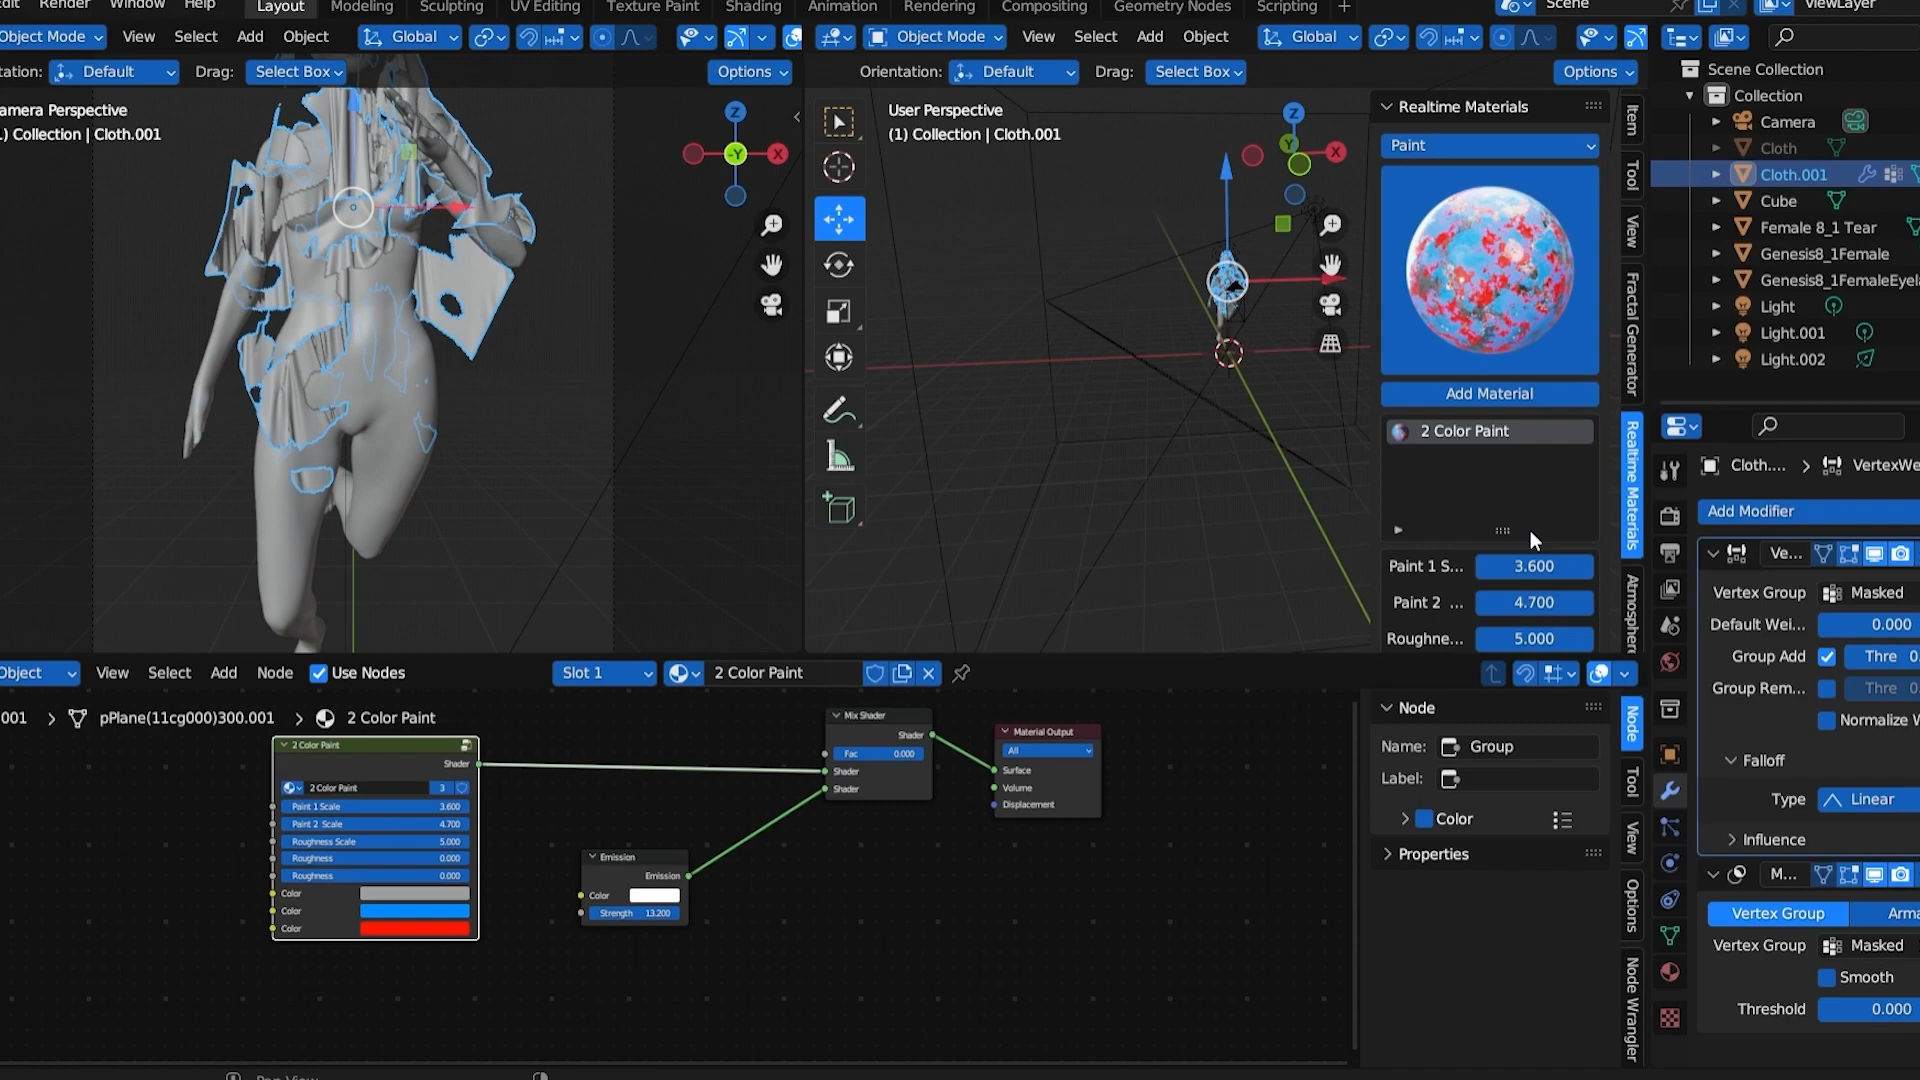 Edit Render Window Help Layout Modeling Sculpting UV Editing Texture Paint Shading Animation Rendering Compositing Geometry Nodes Scripting + Scene ViewLayer
Object Mode View Select Add Object Global Object Mode View Select Add Object Global
tation: Default Drag: Select Box Options Orientation: Default Drag: Select Box Options
amera Perspective
1) Collection | Cloth.001
Z
-Y
X
User Perspective
(1) Collection | Cloth.001
Z
Y
X
Realtime Materials
Paint
Add Material
2 Color Paint
Paint 1 S... 3.600
Paint 2 ... 4.700
Roughne... 5.000
Item
Tool
View
Fractal Generator
Realtime Materials
Atmospher
Scene Collection
Collection
Camera
Cloth
Cloth.001
Cube
Female 8_1 Tear
Genesis8_1Female
Genesis8_1FemaleEyel
Light
Light.001
Light.002
Cloth.... > VertexWe
Add Modifier
Ve...
Vertex Group Masked
Default Wei... 0.000
Group Add Thre 0.
Group Rem... Thre 0.
Normalize W
Falloff
Type Linear
Influence
M...
Vertex Group Arma
Vertex Group Masked
Smooth
Threshold 0.000
Object View Select Add Node Use Nodes Slot 1 2 Color Paint
001 > pPlane(11cg000)300.001 > 2 Color Paint
2 Color Paint
Shader
2 Color Paint 3
Paint 1 Scale 3.600
Paint 2 Scale 4.700
Roughness Scale 5.000
Roughness 0.000
Roughness 0.000
Color
Color
Color
Emission
Emission
Color
Strength 13.200
Mix Shader
Shader
Fac 0.000
Shader
Shader
Material Output
All
Surface
Volume
Displacement
Node
Name: Group
Label:
Color
Properties
Node
Tool
View
Options
Node Wrangler
Pan View